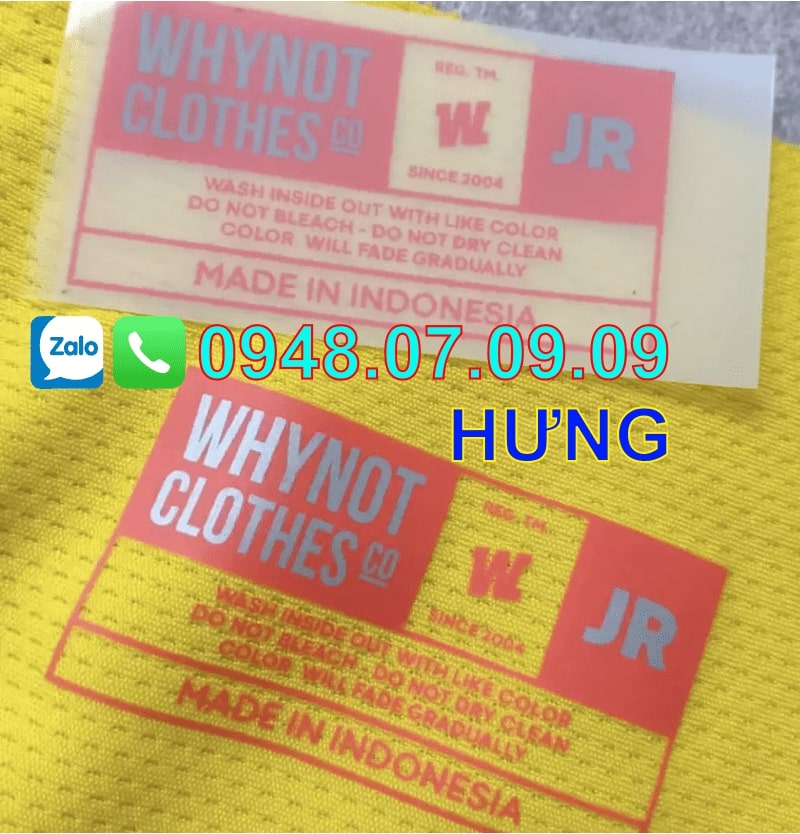 WHYNOT
CLOTHES CO
REG. TM.
W
SINCE 2004
JR
WASH INSIDE OUT WITH LIKE COLOR
DO NOT BLEACH - DO NOT DRY CLEAN
COLOR WILL FADE GRADUALLY
MADE IN INDONESIA
Zalo
0948.07.09.09
HƯNG
WHYNOT
CLOTHES CO
REG. TM.
W
SINCE 2004
JR
WASH INSIDE OUT WITH LIKE COLOR
DO NOT BLEACH - DO NOT DRY CLEAN
COLOR WILL FADE GRADUALLY
MADE IN INDONESIA